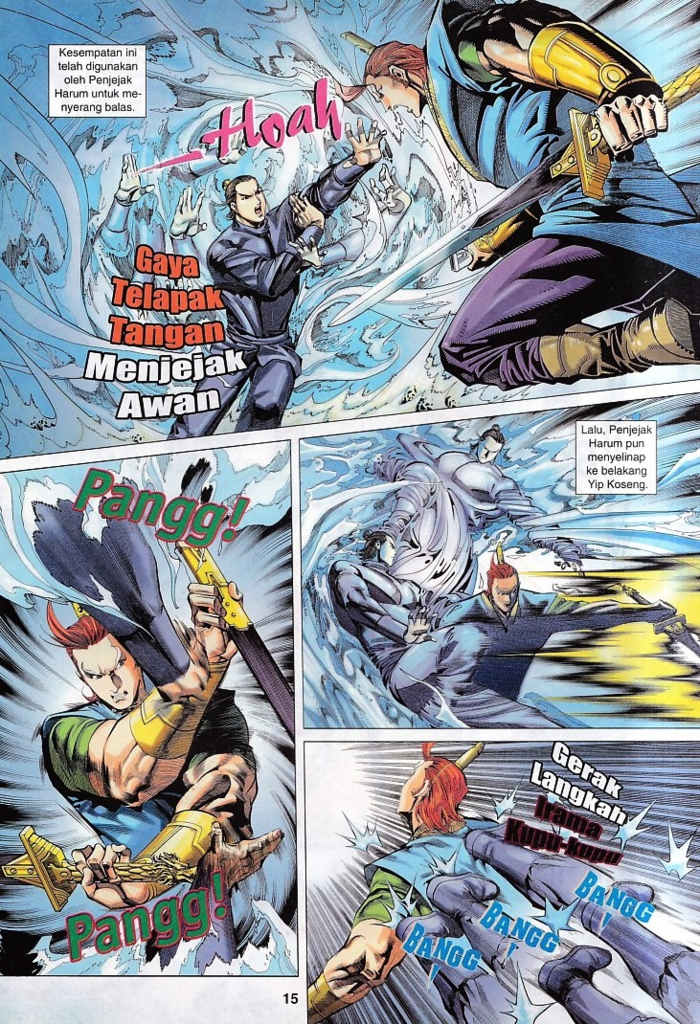 Kesempatan ini
telah digunakan
oleh Penjejak
Harum untuk me-
nyerang balas.
Hoah
Gaya
Telapak
Tangan
Menjejak
Awan
Pangg!
Pangg!
Lalu, Penjejak
Harum pun
menyelinap
ke belakang
Yip Koseng.
Gerak
Langkah
Irama
Kupu-kupu
BANGG
!
BANGG
!
BANGG
!
15